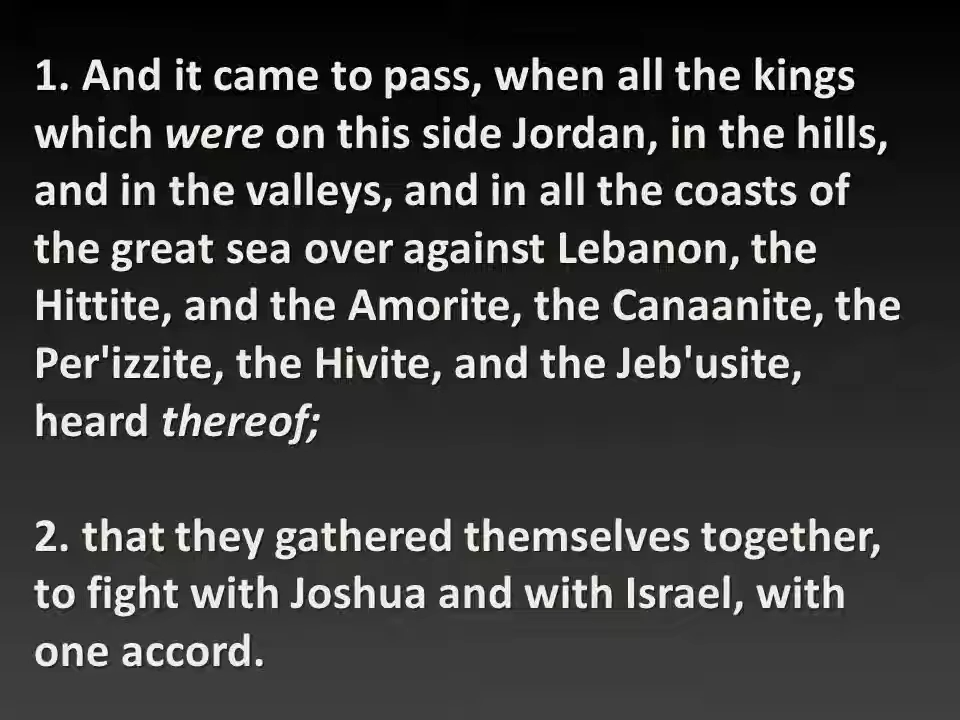 1. And it came to pass, when all the kings
which were on this side Jordan, in the hills,
and in the valleys, and in all the coasts of
the great sea over against Lebanon, the
Hittite, and the Amorite, the Canaanite, the
Per'izzite, the Hivite, and the Jeb'usite,
heard thereof;
2. that they gathered themselves together,
to fight with Joshua and with Israel, with
one accord.